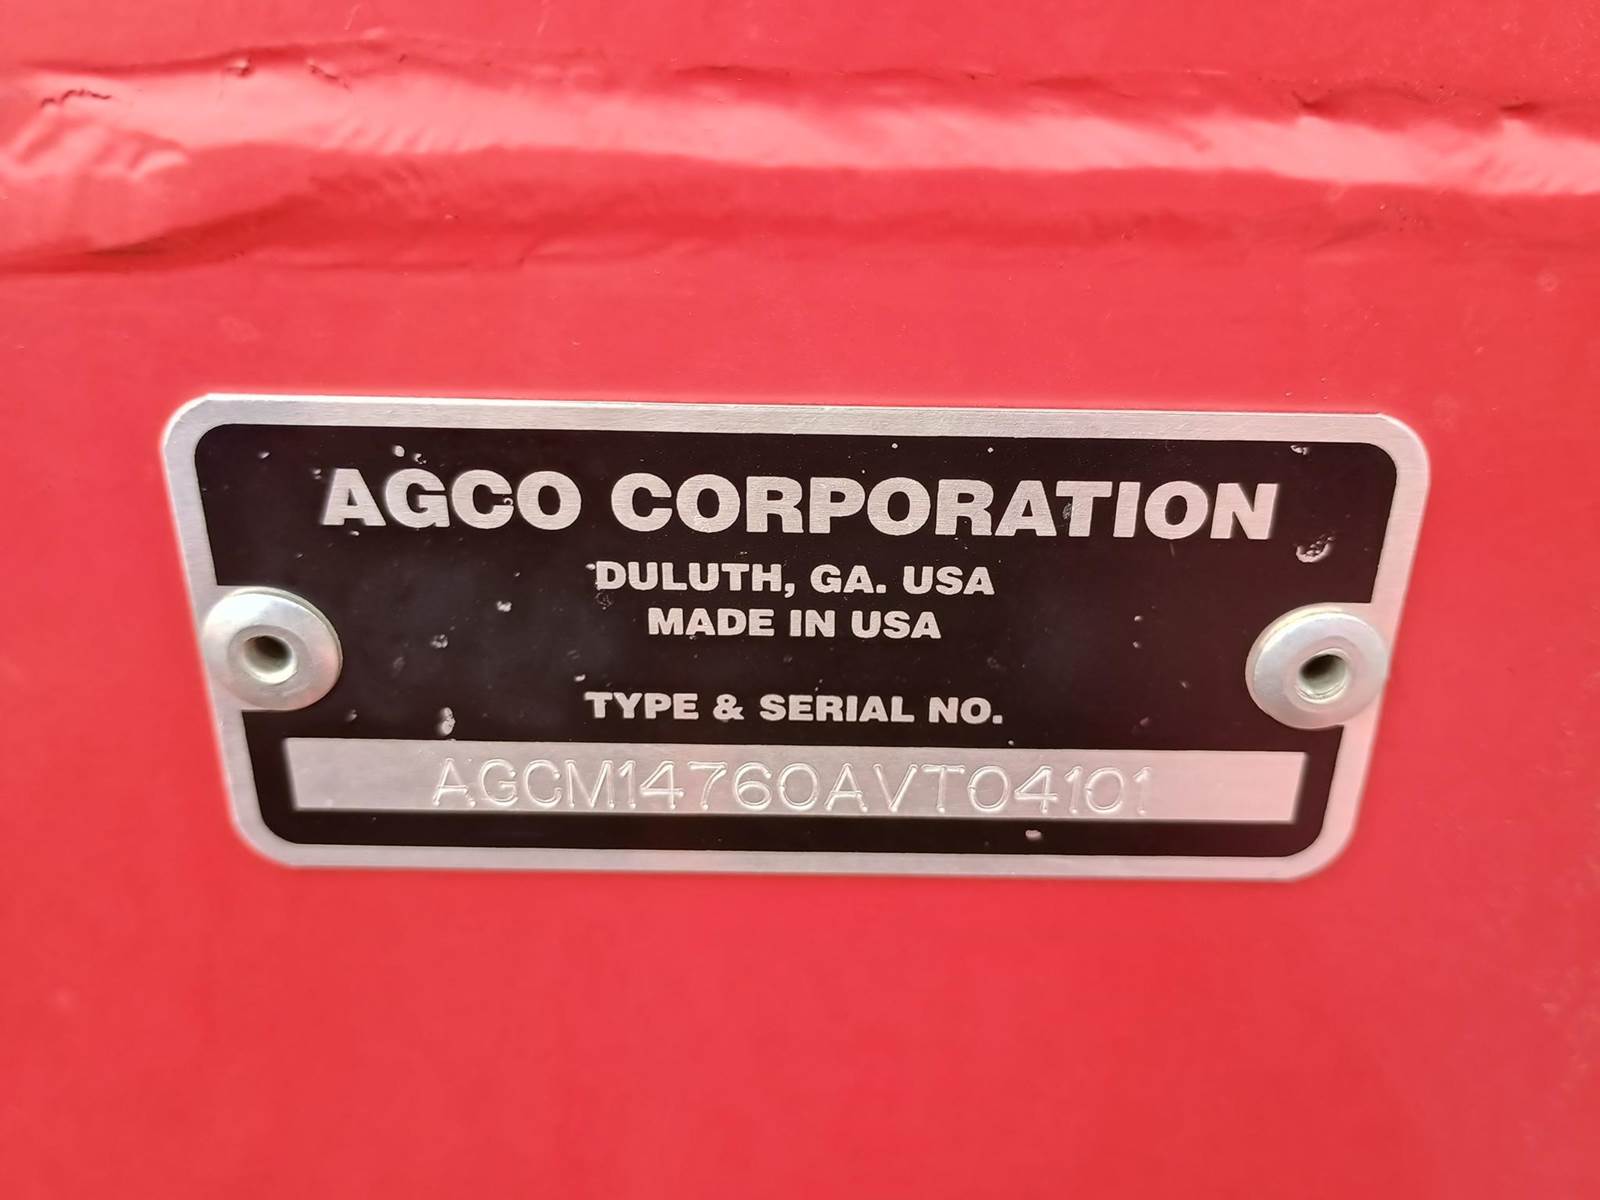 AGCO CORPORATION
DULUTH, GA. USA
MADE IN USA
TYPE & SERIAL NO.
AGCM14760AVT04101